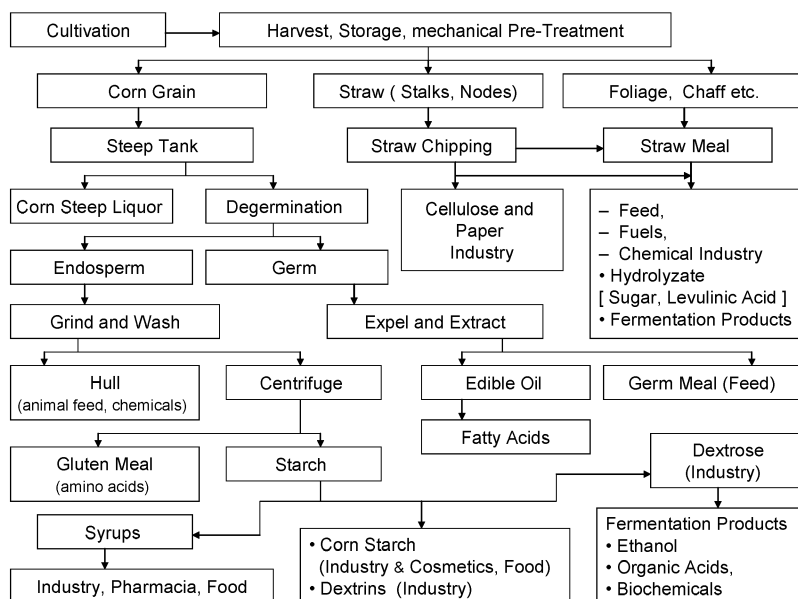 Cultivation
Harvest, Storage, mechanical Pre-Treatment
Corn Grain
Straw ( Stalks, Nodes)
Foliage, Chaff etc.
Steep Tank
Straw Chipping
Straw Meal
Corn Steep Liquor
Degermination
Cellulose and
Paper
Industry
– Feed,
– Fuels,
– Chemical Industry
• Hydrolyzate
[ Sugar, Levulinic Acid ]
• Fermentation Products
Endosperm
Germ
Grind and Wash
Expel and Extract
Hull
(animal feed, chemicals)
Centrifuge
Edible Oil
Germ Meal (Feed)
Fatty Acids
Gluten Meal
(amino acids)
Starch
Dextrose
(Industry)
Syrups
• Corn Starch
(Industry & Cosmetics, Food)
• Dextrins (Industry)
Fermentation Products
• Ethanol
• Organic Acids,
• Biochemicals
Industry, Pharmacia, Food